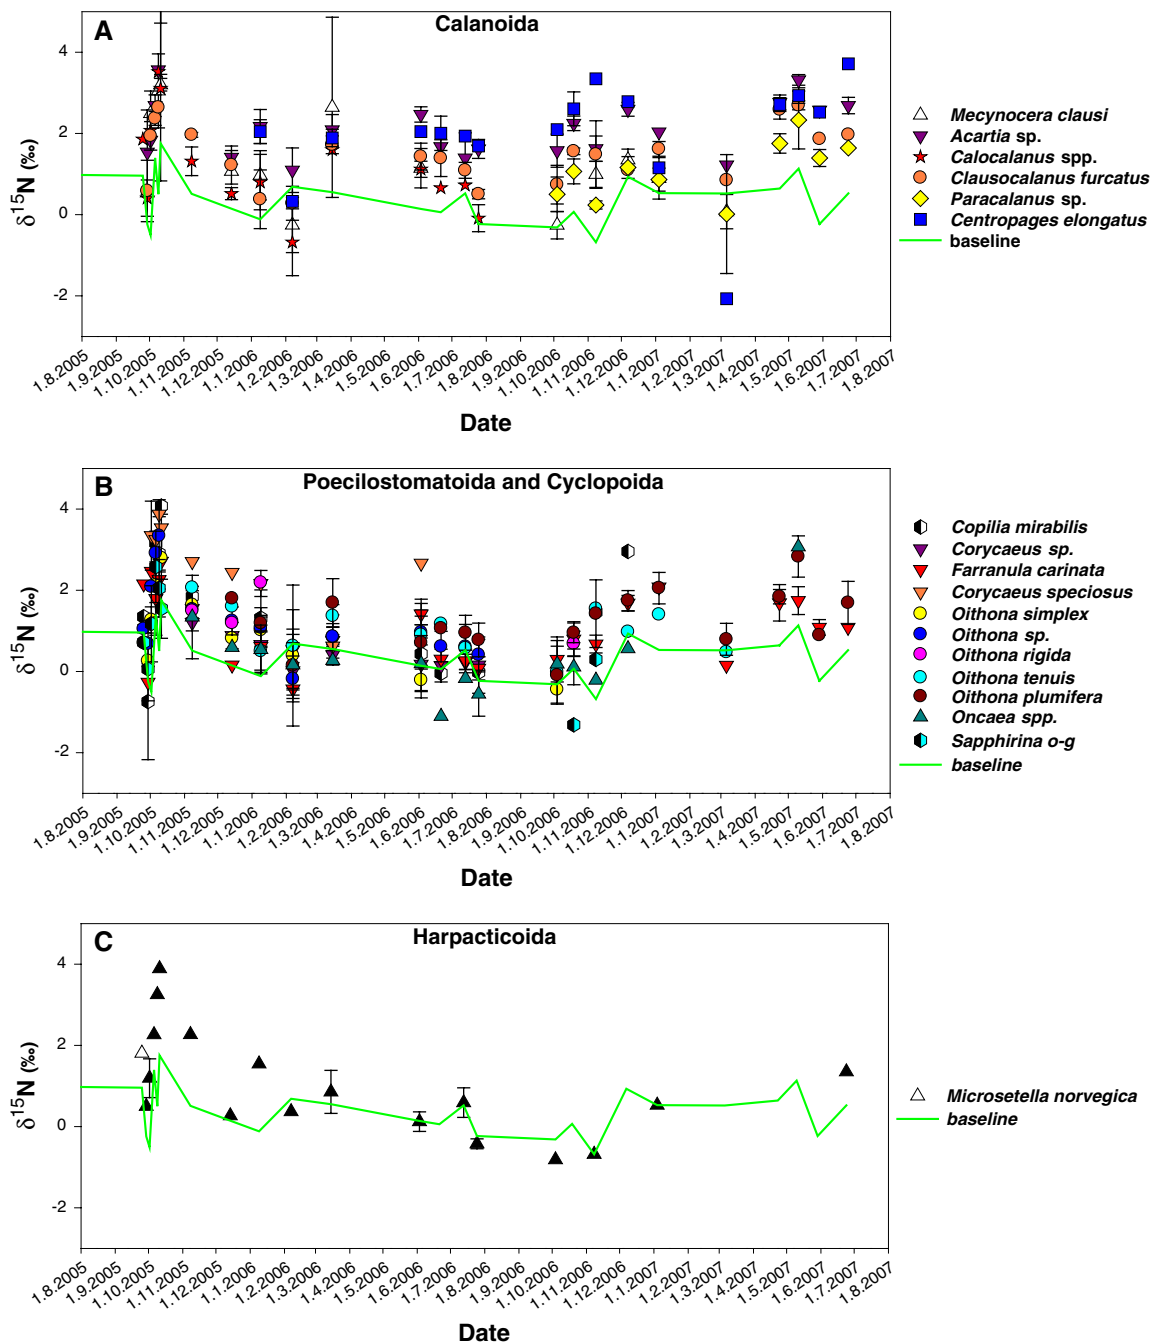 A
Calanoida
4
2
0
-2
δ15N (‰)
1.8.2005
1.9.2005
1.10.2005
1.11.2005
1.12.2005
1.1.2006
1.2.2006
1.3.2006
1.4.2006
1.5.2006
1.6.2006
1.7.2006
1.8.2006
1.9.2006
1.10.2006
1.11.2006
1.12.2006
1.1.2007
1.2.2007
1.3.2007
1.4.2007
1.5.2007
1.6.2007
1.7.2007
1.8.2007
Date
Mecynocera clausi
Acartia sp.
Calocalanus spp.
Clausocalanus furcatus
Paracalanus sp.
Centropages elongatus
baseline
B
Poecilostomatoida and Cyclopoida
4
2
0
-2
δ15N (‰)
1.8.2005
1.9.2005
1.10.2005
1.11.2005
1.12.2005
1.1.2006
1.2.2006
1.3.2006
1.4.2006
1.5.2006
1.6.2006
1.7.2006
1.8.2006
1.9.2006
1.10.2006
1.11.2006
1.12.2006
1.1.2007
1.2.2007
1.3.2007
1.4.2007
1.5.2007
1.6.2007
1.7.2007
1.8.2007
Date
Copilia mirabilis
Corycaeus sp.
Farranula carinata
Corycaeus speciosus
Oithona simplex
Oithona sp.
Oithona rigida
Oithona tenuis
Oithona plumifera
Oncaea spp.
Sapphirina o-g
baseline
C
Harpacticoida
4
2
0
-2
δ15N (‰)
1.8.2005
1.9.2005
1.10.2005
1.11.2005
1.12.2005
1.1.2006
1.2.2006
1.3.2006
1.4.2006
1.5.2006
1.6.2006
1.7.2006
1.8.2006
1.9.2006
1.10.2006
1.11.2006
1.12.2006
1.1.2007
1.2.2007
1.3.2007
1.4.2007
1.5.2007
1.6.2007
1.7.2007
1.8.2007
Date
Microsetella norvegica
baseline